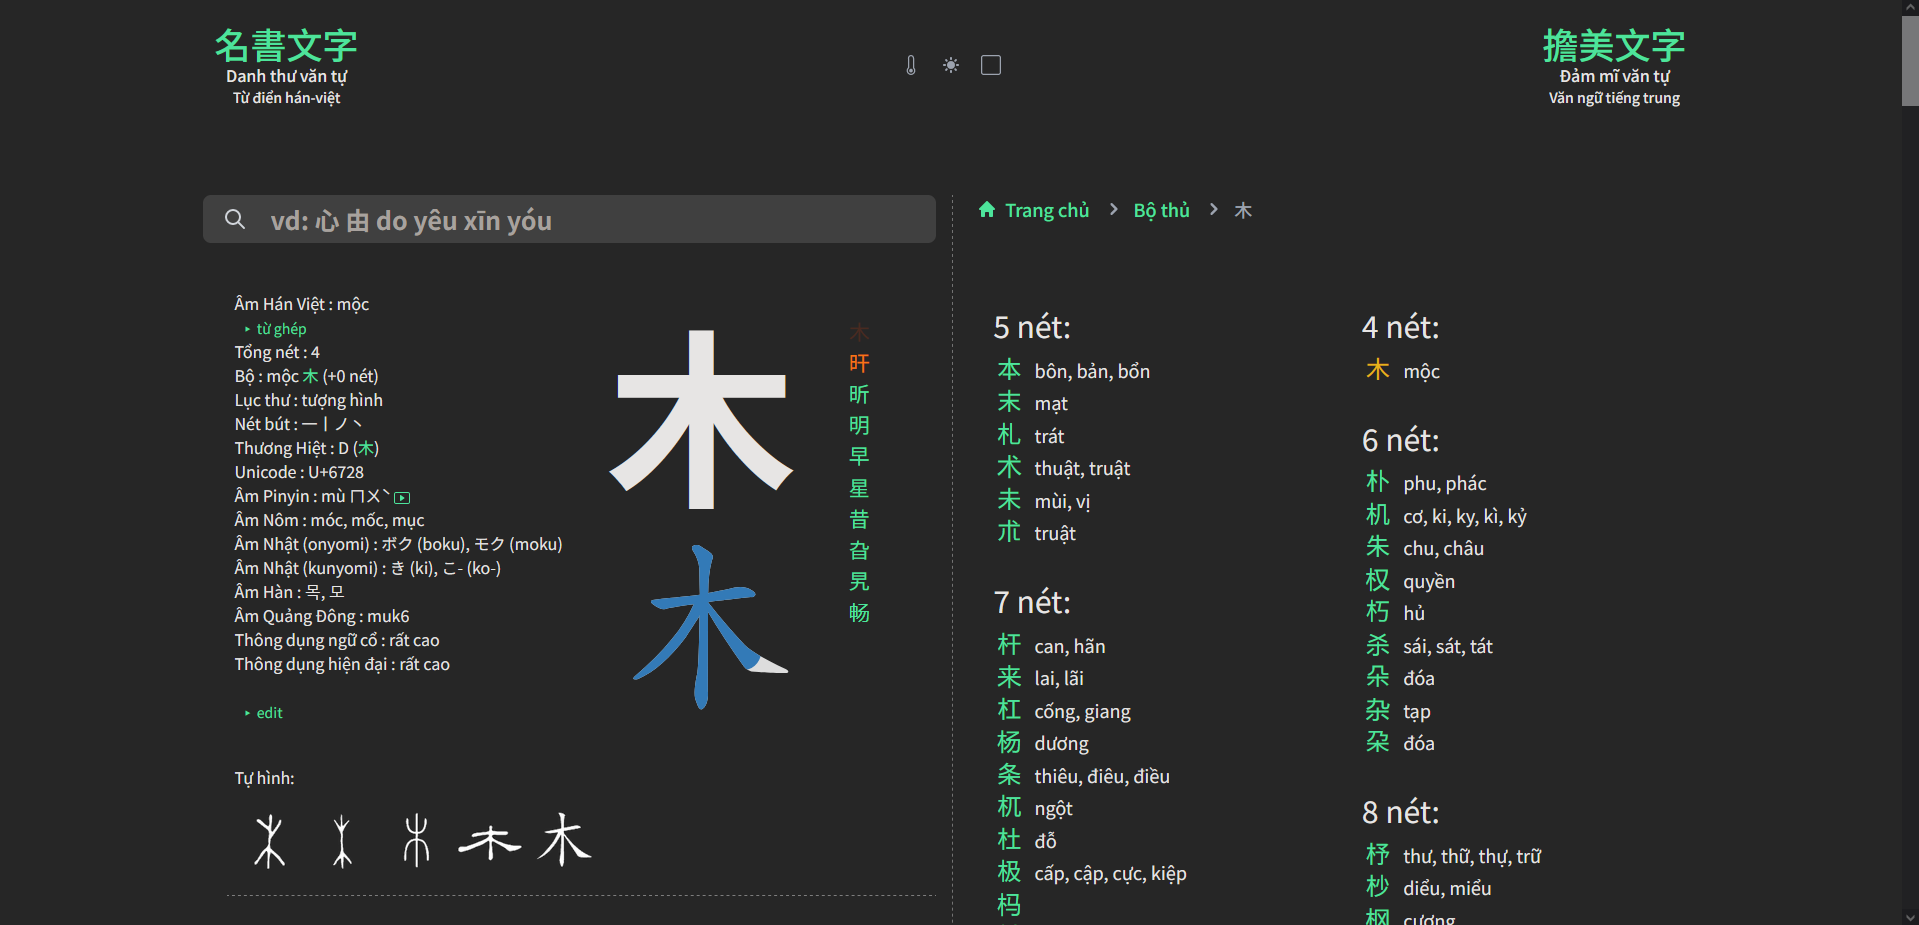 名書文字
Danh thư văn tự
Từ điển hán-việt
擔美文字
Đảm mĩ văn tự
Văn ngữ tiếng trung
vd: 心 由 do yêu xīn yóu
Trang chủ > Bộ thủ > 木
Âm Hán Việt : mộc
▸ từ ghép
Tổng nét : 4
Bộ : mộc 木 (+0 nét)
Lục thư : tượng hình
Nét bút : 一丨ノ丶
Thương Hiệt : D (木)
Unicode : U+6728
Âm Pinyin : mù ㄇㄨˋ
Âm Nôm : móc, mốc, mục
Âm Nhật (onyomi) : ボク (boku), モク (moku)
Âm Nhật (kunyomi) : き (ki), こ- (ko-)
Âm Hàn : 목, 모
Âm Quảng Đông : muk6
Thông dụng ngữ cổ : rất cao
Thông dụng hiện đại : rất cao
▸ edit
木
木
木
旰
昕
明
早
星
昔
旮
旯
畅
Tự hình:
木 木
5 nét:
本 bôn, bản, bổn
末 mạt
札 trát
术 thuật, truật
未 mùi, vị
朮 truật
7 nét:
杆 can, hãn
来 lai, lãi
杠 cống, giang
杨 dương
条 thiêu, điêu, điều
杌 ngột
杜 đỗ
极 cấp, cập, cực, kiệp
杩
4 nét:
木 mộc
6 nét:
朴 phu, phác
机 cơ, ki, ky, kì, kỷ
朱 chu, châu
权 quyền
朽 hủ
杀 sái, sát, tát
朵 đóa
杂 tạp
朶 đóa
8 nét:
杼 thư, thữ, thự, trữ
杪 diểu, miểu
枫 cương